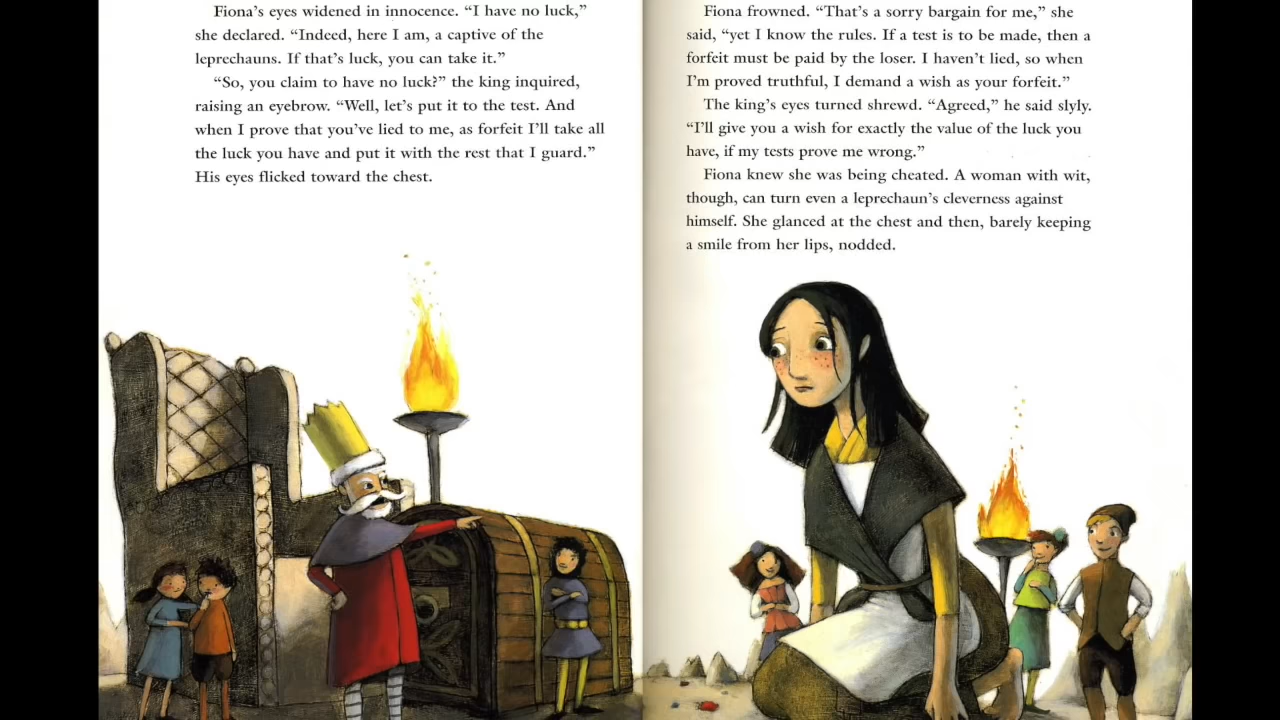 Fiona's eyes widened in innocence. “I have no luck,”
she declared. “Indeed, here I am, a captive of the
leprechauns. If that's luck, you can take it.”
“So, you claim to have no luck?” the king inquired,
raising an eyebrow. “Well, let's put it to the test. And
when I prove that you've lied to me, as forfeit I'll take all
the luck you have and put it with the rest that I guard.”
His eyes flicked toward the chest.
Fiona frowned. “That's a sorry bargain for me,” she
said, “yet I know the rules. If a test is to be made, then a
forfeit must be paid by the loser. I haven't lied, so when
I'm proved truthful, I demand a wish as your forfeit.”
The king's eyes turned shrewd. “Agreed,” he said slyly.
“I'll give you a wish for exactly the value of the luck you
have, if my tests prove me wrong.”
Fiona knew she was being cheated. A woman with wit,
though, can turn even a leprechaun's cleverness against
himself. She glanced at the chest and then, barely keeping
a smile from her lips, nodded.